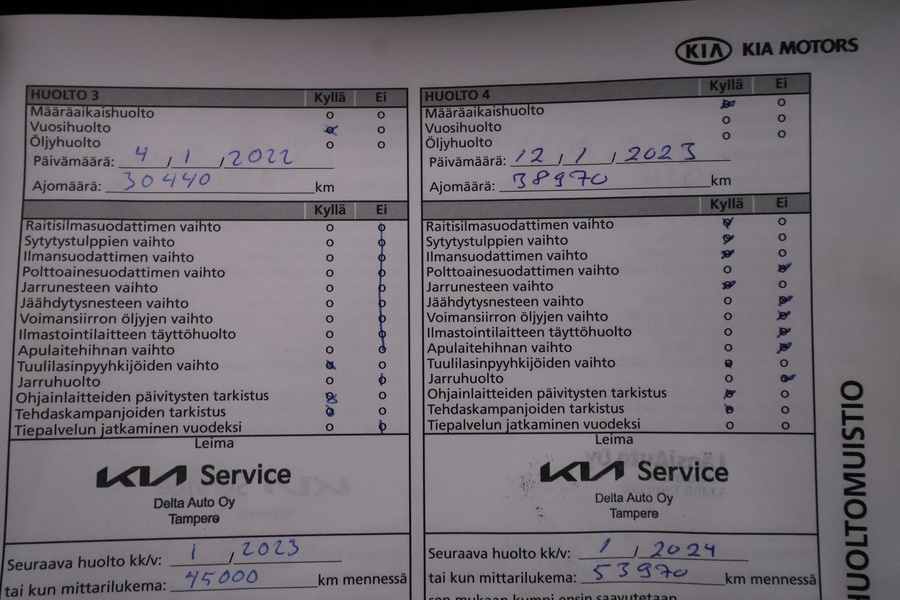 KIA KIA MOTORS
HUOLTO 3 Kyllä Ei
Määräaikaishuolto o o
Vuosihuolto o o
Öljyhuolto o o
Päivämäärä: 4 / 1 / 2022
Ajomäärä: 30440 km
Kyllä Ei
Raitisilmasuodattimen vaihto o o
Sytytystulppien vaihto o o
Ilmansuodattimen vaihto o o
Polttoainesuodattimen vaihto o o
Jarrunesteen vaihto o o
Jäähdytysnesteen vaihto o o
Voimansiirron öljyjen vaihto o o
Ilmastointilaitteen täyttöhuolto o o
Apulaitehihnan vaihto o o
Tuulilasinpyyhkijöiden vaihto o o
Jarruhuolto o o
Ohjainlaitteiden päivitysten tarkistus o o
Tehdaskampanjoiden tarkistus o o
Tiepalvelun jatkaminen vuodeksi o o
Leima
KIA Service
Delta Auto Oy
Tampere
Seuraava huolto kk/v: 1 / 2023
tai kun mittarilukema: 45000 km mennessä
HUOLTO 4 Kyllä Ei
Määräaikaishuolto o o
Vuosihuolto o o
Öljyhuolto o o
Päivämäärä: 12 / 1 / 2023
Ajomäärä: 38970 km
Kyllä Ei
Raitisilmasuodattimen vaihto o o
Sytytystulppien vaihto o o
Ilmansuodattimen vaihto o o
Polttoainesuodattimen vaihto o o
Jarrunesteen vaihto o o
Jäähdytysnesteen vaihto o o
Voimansiirron öljyjen vaihto o o
Ilmastointilaitteen täyttöhuolto o o
Apulaitehihnan vaihto o o
Tuulilasinpyyhkijöiden vaihto o o
Jarruhuolto o o
Ohjainlaitteiden päivitysten tarkistus o o
Tehdaskampanjoiden tarkistus o o
Tiepalvelun jatkaminen vuodeksi o o
Leima
KIA Service
Delta Auto Oy
Tampere
Seuraava huolto kk/v: 1 / 2024
tai kun mittarilukema: 53970 km mennessä
sen mukaan kumpi ensin saavutetaan
HUOLTOMUISTIO